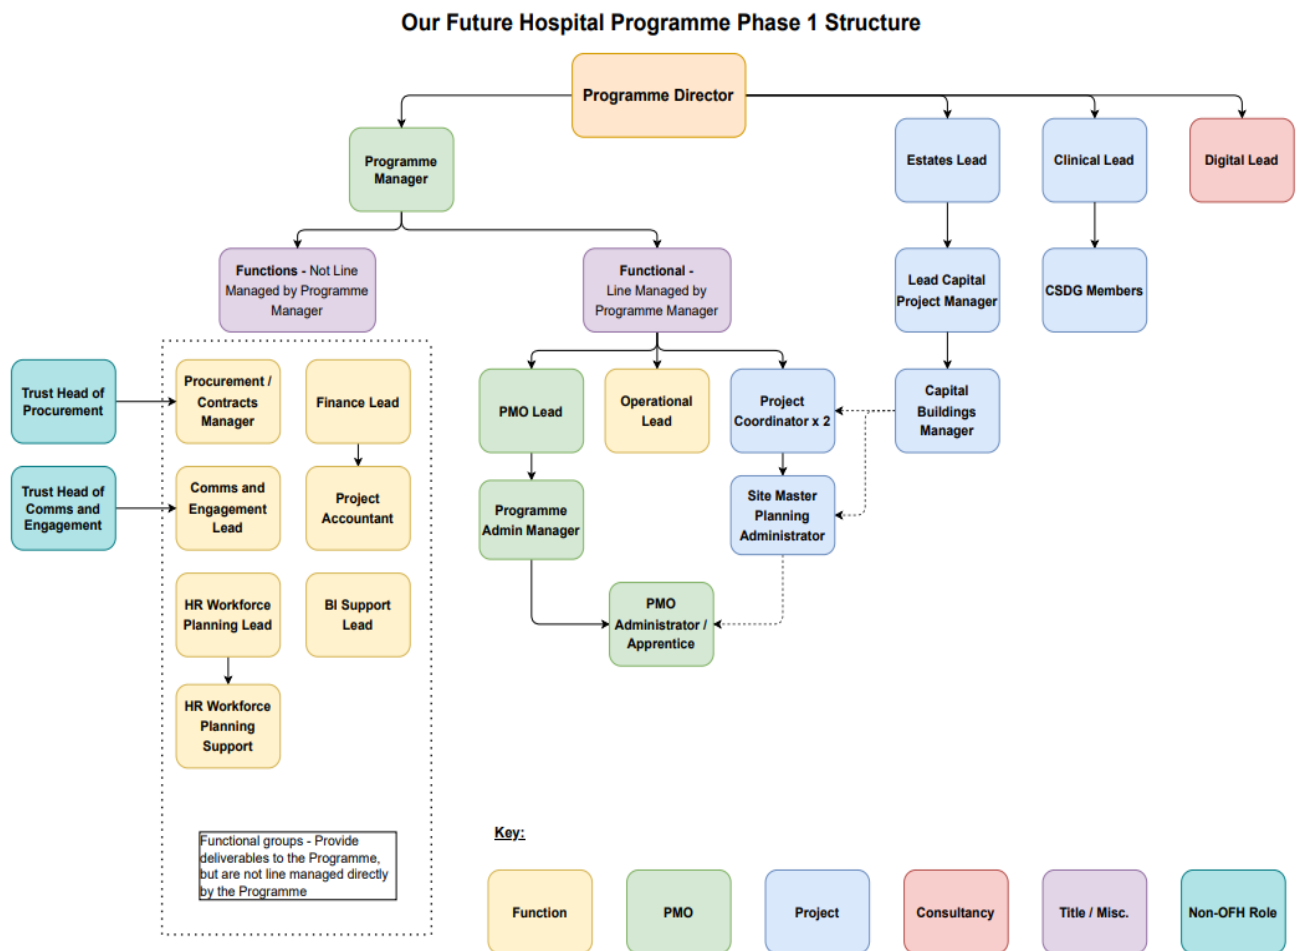 Our Future Hospital Programme Phase 1 Structure
Programme Director
Programme
Manager
Estates Lead
Clinical Lead
Digital Lead
Functions - Not Line
Managed by Programme
Manager
Functional -
Line Managed by
Programme Manager
Lead Capital
Project Manager
CSDG Members
Trust Head of
Procurement
Procurement /
Contracts
Manager
Finance Lead
PMO Lead
Operational
Lead
Project
Coordinator x 2
Capital
Buildings
Manager
Trust Head of
Comms and
Engagement
Comms and
Engagement
Lead
Project
Accountant
Programme
Admin Manager
Site Master
Planning
Administrator
HR Workforce
Planning Lead
BI Support
Lead
PMO
Administrator /
Apprentice
HR Workforce
Planning
Support
Functional groups - Provide
deliverables to the Programme,
but are not line managed directly
by the Programme
Key:
Function
PMO
Project
Consultancy
Title / Misc.
Non-OFH Role